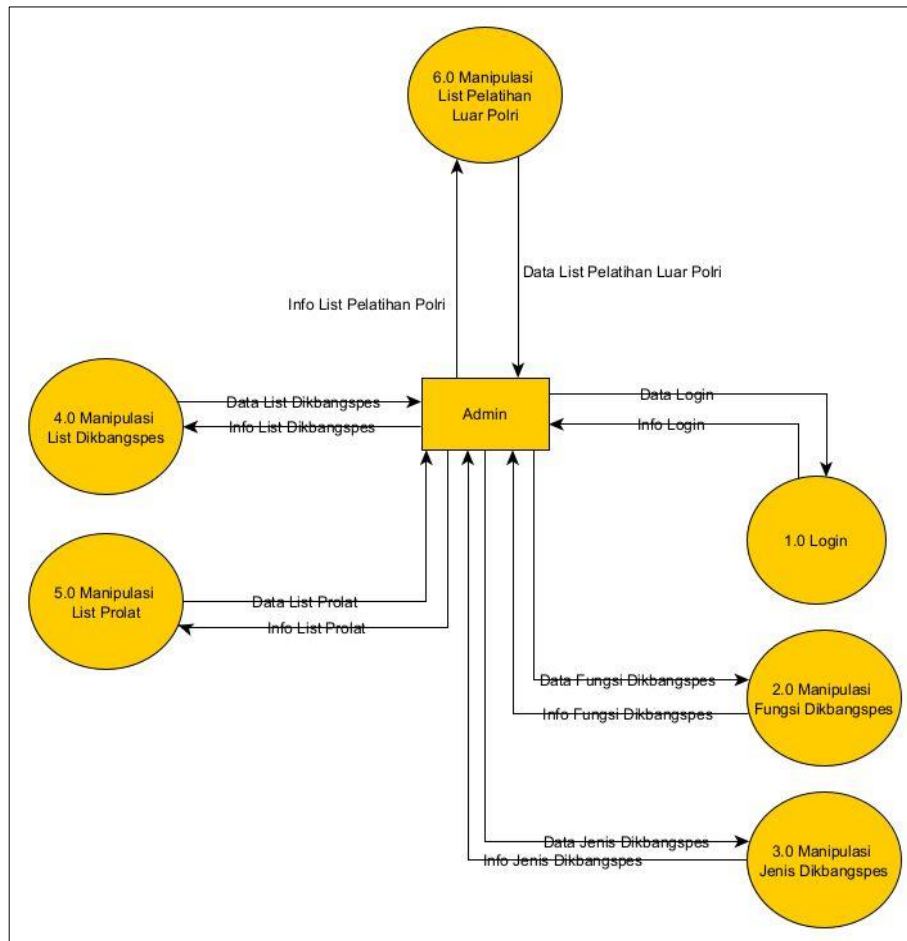 6.0 Manipulasi
List Pelatihan
Luar Polri
Data List Pelatihan Luar Polri
Info List Pelatihan Polri
4.0 Manipulasi
List Dikbangspes
Data List Dikbangspes
Info List Dikbangspes
Admin
Data Login
Info Login
1.0 Login
5.0 Manipulasi
List Prolat
Data List Prolat
Info List Prolat
Data Fungsi Dikbangspes
Info Fungsi Dikbangspes
2.0 Manipulasi
Fungsi Dikbangspes
Data Jenis Dikbangspes
Info Jenis Dikbangspes
3.0 Manipulasi
Jenis Dikbangspes